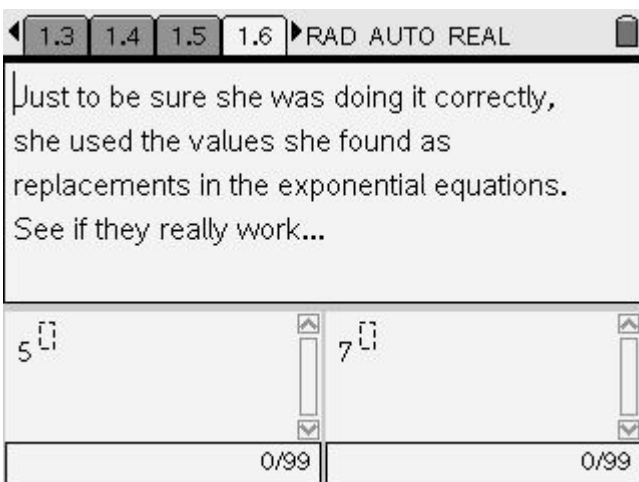 1.3 1.4 1.5 1.6 RAD AUTO REAL
Just to be sure she was doing it correctly,
she used the values she found as
replacements in the exponential equations.
See if they really work...
5 7
0/99 0/99